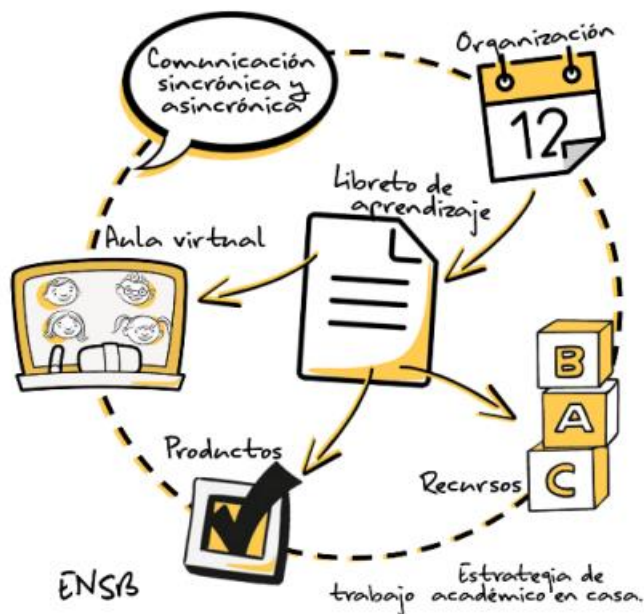 Comunicación
sincrónica y
asincrónica
Organización
12
Libreto de
aprendizaje
Aula virtual
B
A
C
Productos
Recursos
ENSB
Estrategia de
trabajo académico en casa.